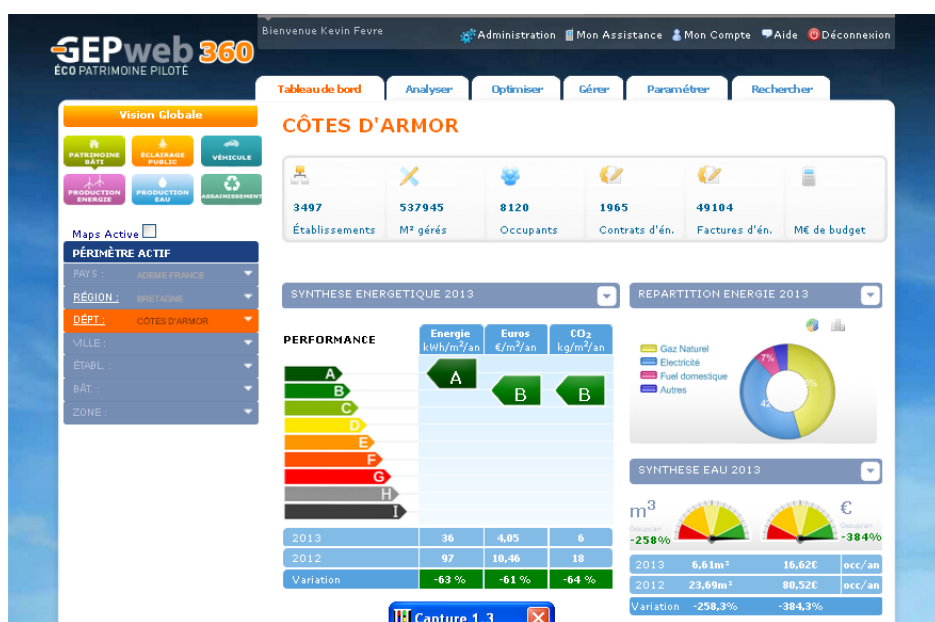 Bienvenue Kevin Fevre
Administration Mon Assistance Mon Compte Aide Déconnexion
GEPweb 360
ÉCO PATRIMOINE PILOTÉ
Tableau de bord Analyser Optimiser Gérer Paramétrer Rechercher
Vision Globale
PATRIMOINE BÂTI
ÉCLAIRAGE PUBLIC
VÉHICULE
PRODUCTION ENERGIE
PRODUCTION EAU
ASSAINISSEMENT
Maps Active
PÉRIMÈTRE ACTIF
PAYS : ADEME FRANCE
RÉGION : BRETAGNE
DÉPT : COTES D'ARMOR
VILLE :
ÉTABL. :
BÂT. :
ZONE :
CÔTES D'ARMOR
3497 537945 8120 1965 49104
Établissements M² gérés Occupants Contrats d'én. Factures d'én. M€ de budget
SYNTHESE ENERGETIQUE 2013
PERFORMANCE
Energie Euros CO₂
kWh/m²/an €/m²/an kg/m²/an
A
B
C
D
E
F
G
H
I
A B B
2013 36 4,05 6
2012 97 10,46 18
Variation -63 % -61 % -64 %
REPARTITION ENERGIE 2013
Gaz Naturel
Electricité
Fuel domestique
Autres
7%
42
SYNTHESE EAU 2013
m³ €
-258% -384%
2013 6,61m³ 16,62€ occ/an
2012 23,69m³ 80,52€ occ/an
Variation -258,3% -384,3%
Capture 1.3